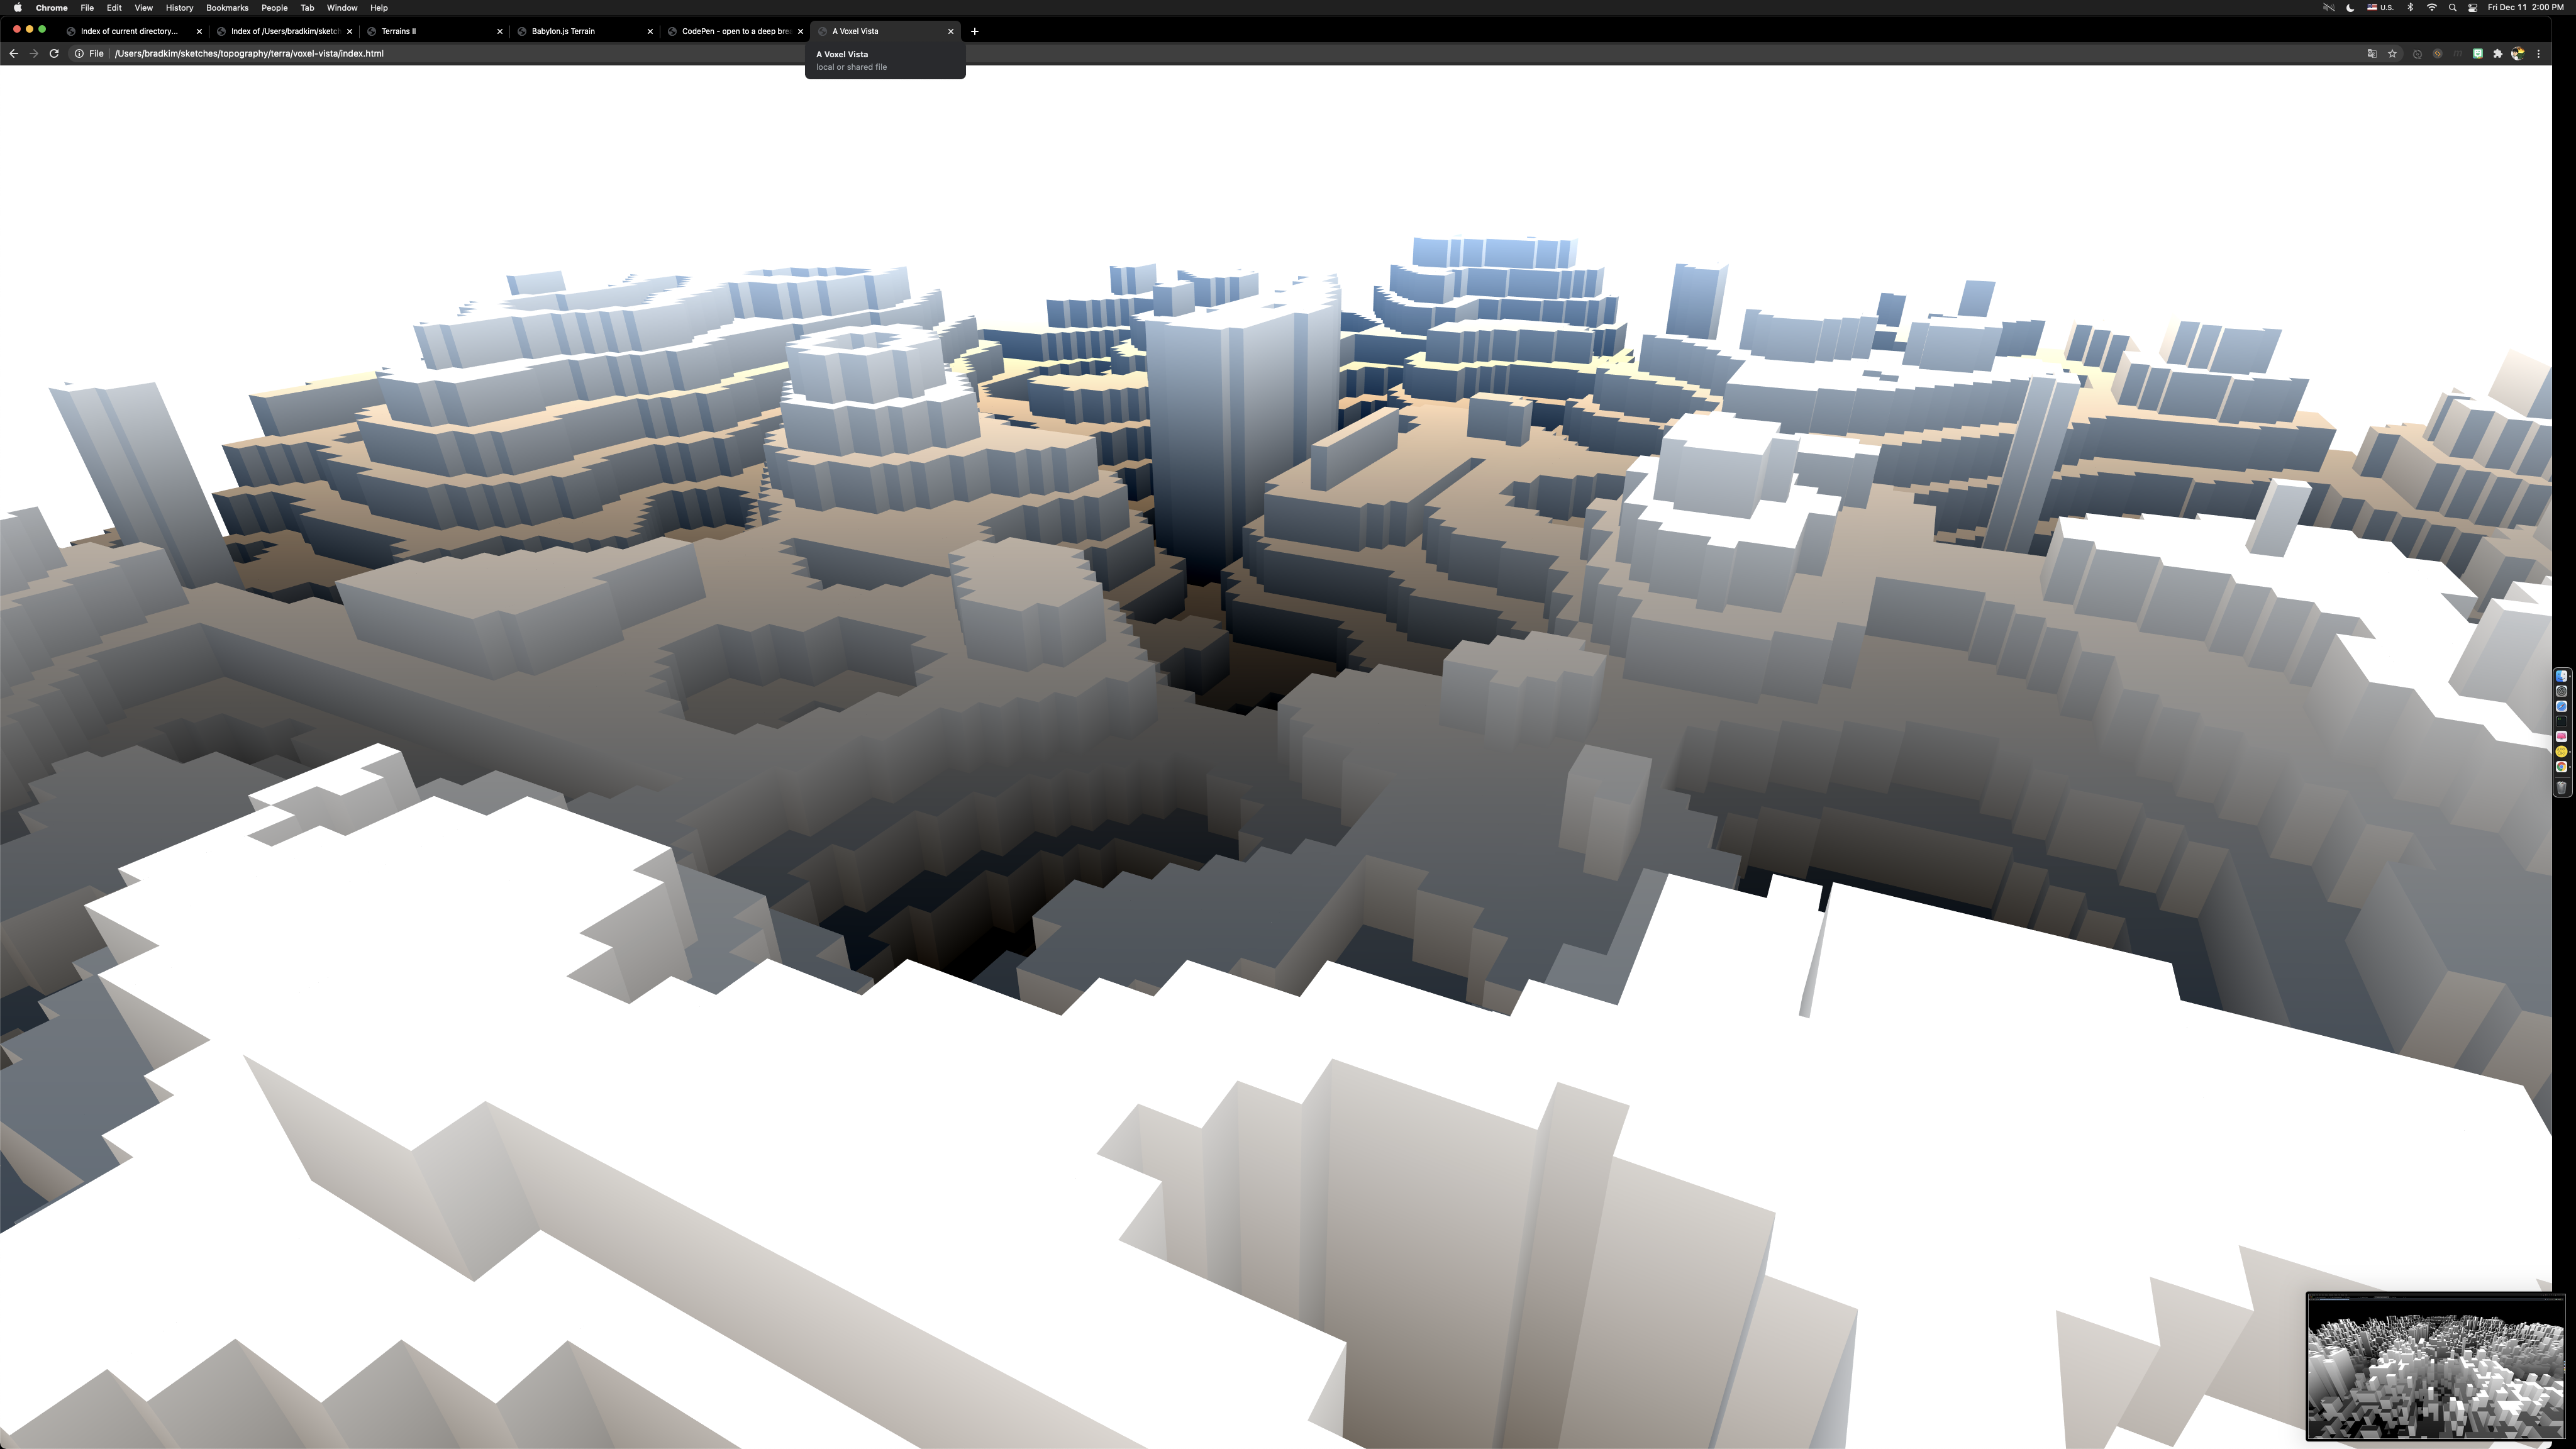 Chrome File Edit View History Bookmarks People Tab Window Help U.S. Fri Dec 11 2:00 PM
Index of current directory... Index of /Users/bradkim/sketch Terrains II Babylon.js Terrain CodePen - open to a deep brea A Voxel Vista
File /Users/bradkim/sketches/topography/terra/voxel-vista/index.html
A Voxel Vista
local or shared file